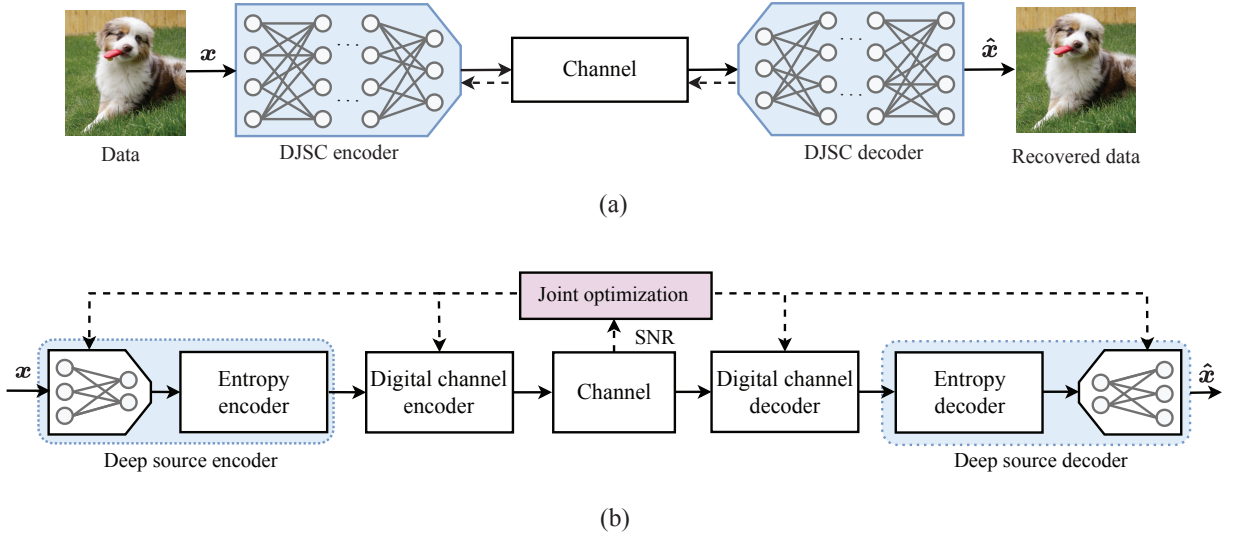 x
x̂
Channel
Data
DJSC encoder
DJSC decoder
Recovered data
(a)
Joint optimization
SNR
x
Entropy
encoder
Digital channel
encoder
Channel
Digital channel
decoder
Entropy
decoder
x̂
Deep source encoder
Deep source decoder
(b)